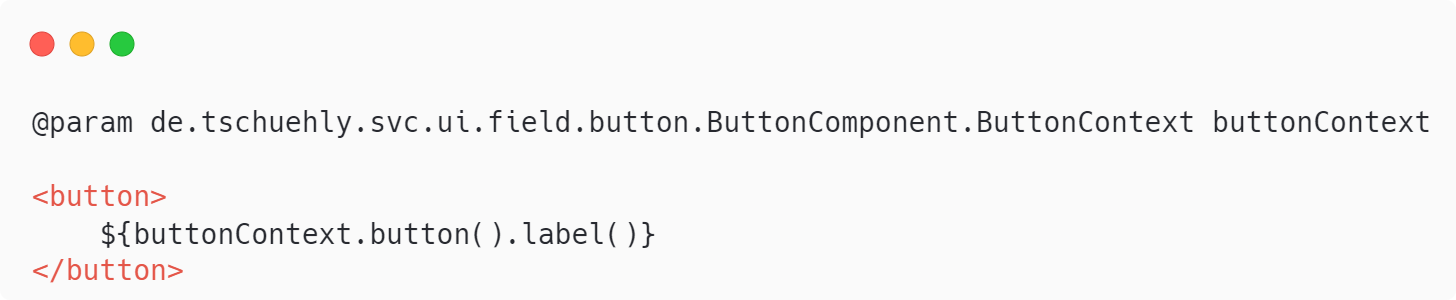 @param de.tschuehly.svc.ui.field.button.ButtonComponent.ButtonContext buttonContext
<button>
    ${buttonContext.button().label()}
</button>